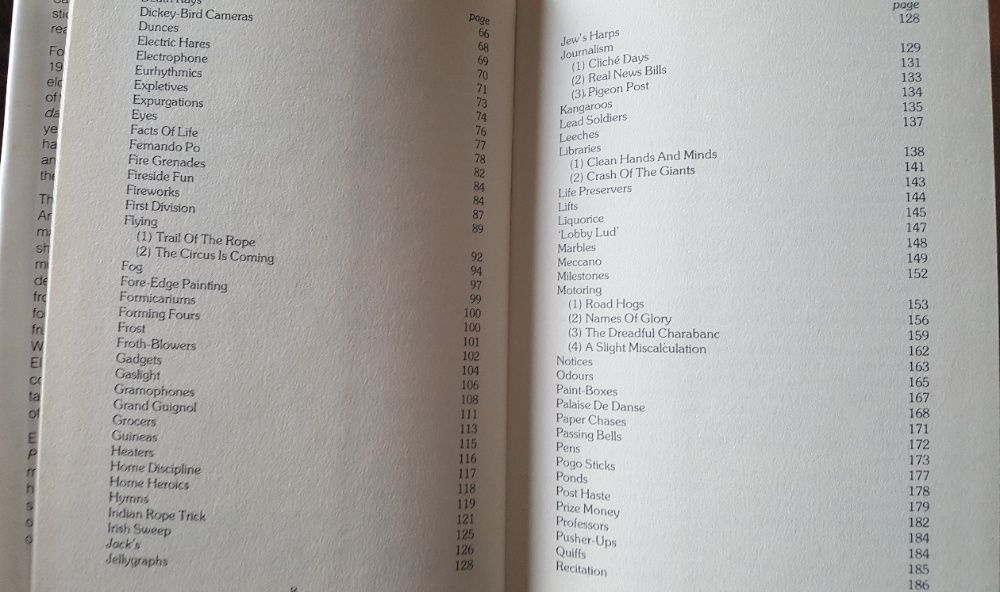 page
Death Rays 66
Dickey-Bird Cameras 68
Dunces 69
Electric Hares 70
Electrophone 71
Eurhythmics 73
Expletives 74
Expurgations 76
Eyes 77
Facts Of Life 78
Fernando Po 82
Fire Grenades 84
Fireside Fun 84
Fireworks 87
First Division 89
Flying
(1) Trail Of The Rope 92
(2) The Circus Is Coming 94
Fog 97
Fore-Edge Painting 99
Formicariums 100
Forming Fours 100
Frost 101
Froth-Blowers 102
Gadgets 104
Gaslight 106
Gramophones 108
Grand Guignol 111
Grocers 113
Guineas 115
Heaters 116
Home Discipline 117
Home Heroics 118
Hymns 119
Indian Rope Trick 121
Irish Sweep 125
Jack's 126
Jellygraphs 128
page
Jew's Harps 128
Journalism
(1) Cliché Days 129
(2) Real News Bills 131
(3) Pigeon Post 133
Kangaroos 134
Lead Soldiers 135
Leeches 137
Libraries
(1) Clean Hands And Minds 138
(2) Crash Of The Giants 141
Life Preservers 143
Lifts 144
Liquorice 145
'Lobby Lud' 147
Marbles 148
Meccano 149
Milestones 152
Motoring
(1) Road Hogs 153
(2) Names Of Glory 156
(3) The Dreadful Charabanc 159
(4) A Slight Miscalculation 162
Notices 163
Odours 165
Paint-Boxes 167
Palaise De Danse 168
Paper Chases 171
Passing Bells 172
Pens 173
Pogo Sticks 177
Ponds 178
Post Haste 179
Prize Money 182
Professors 184
Pusher-Ups 184
Quiffs 185
Recitation 186